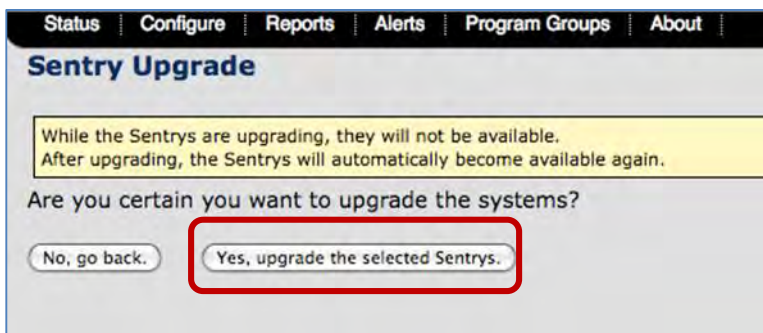 Status Configure Reports Alerts Program Groups About
Sentry Upgrade
While the Sentrys are upgrading, they will not be available.
After upgrading, the Sentrys will automatically become available again.
Are you certain you want to upgrade the systems?
No, go back. Yes, upgrade the selected Sentrys.